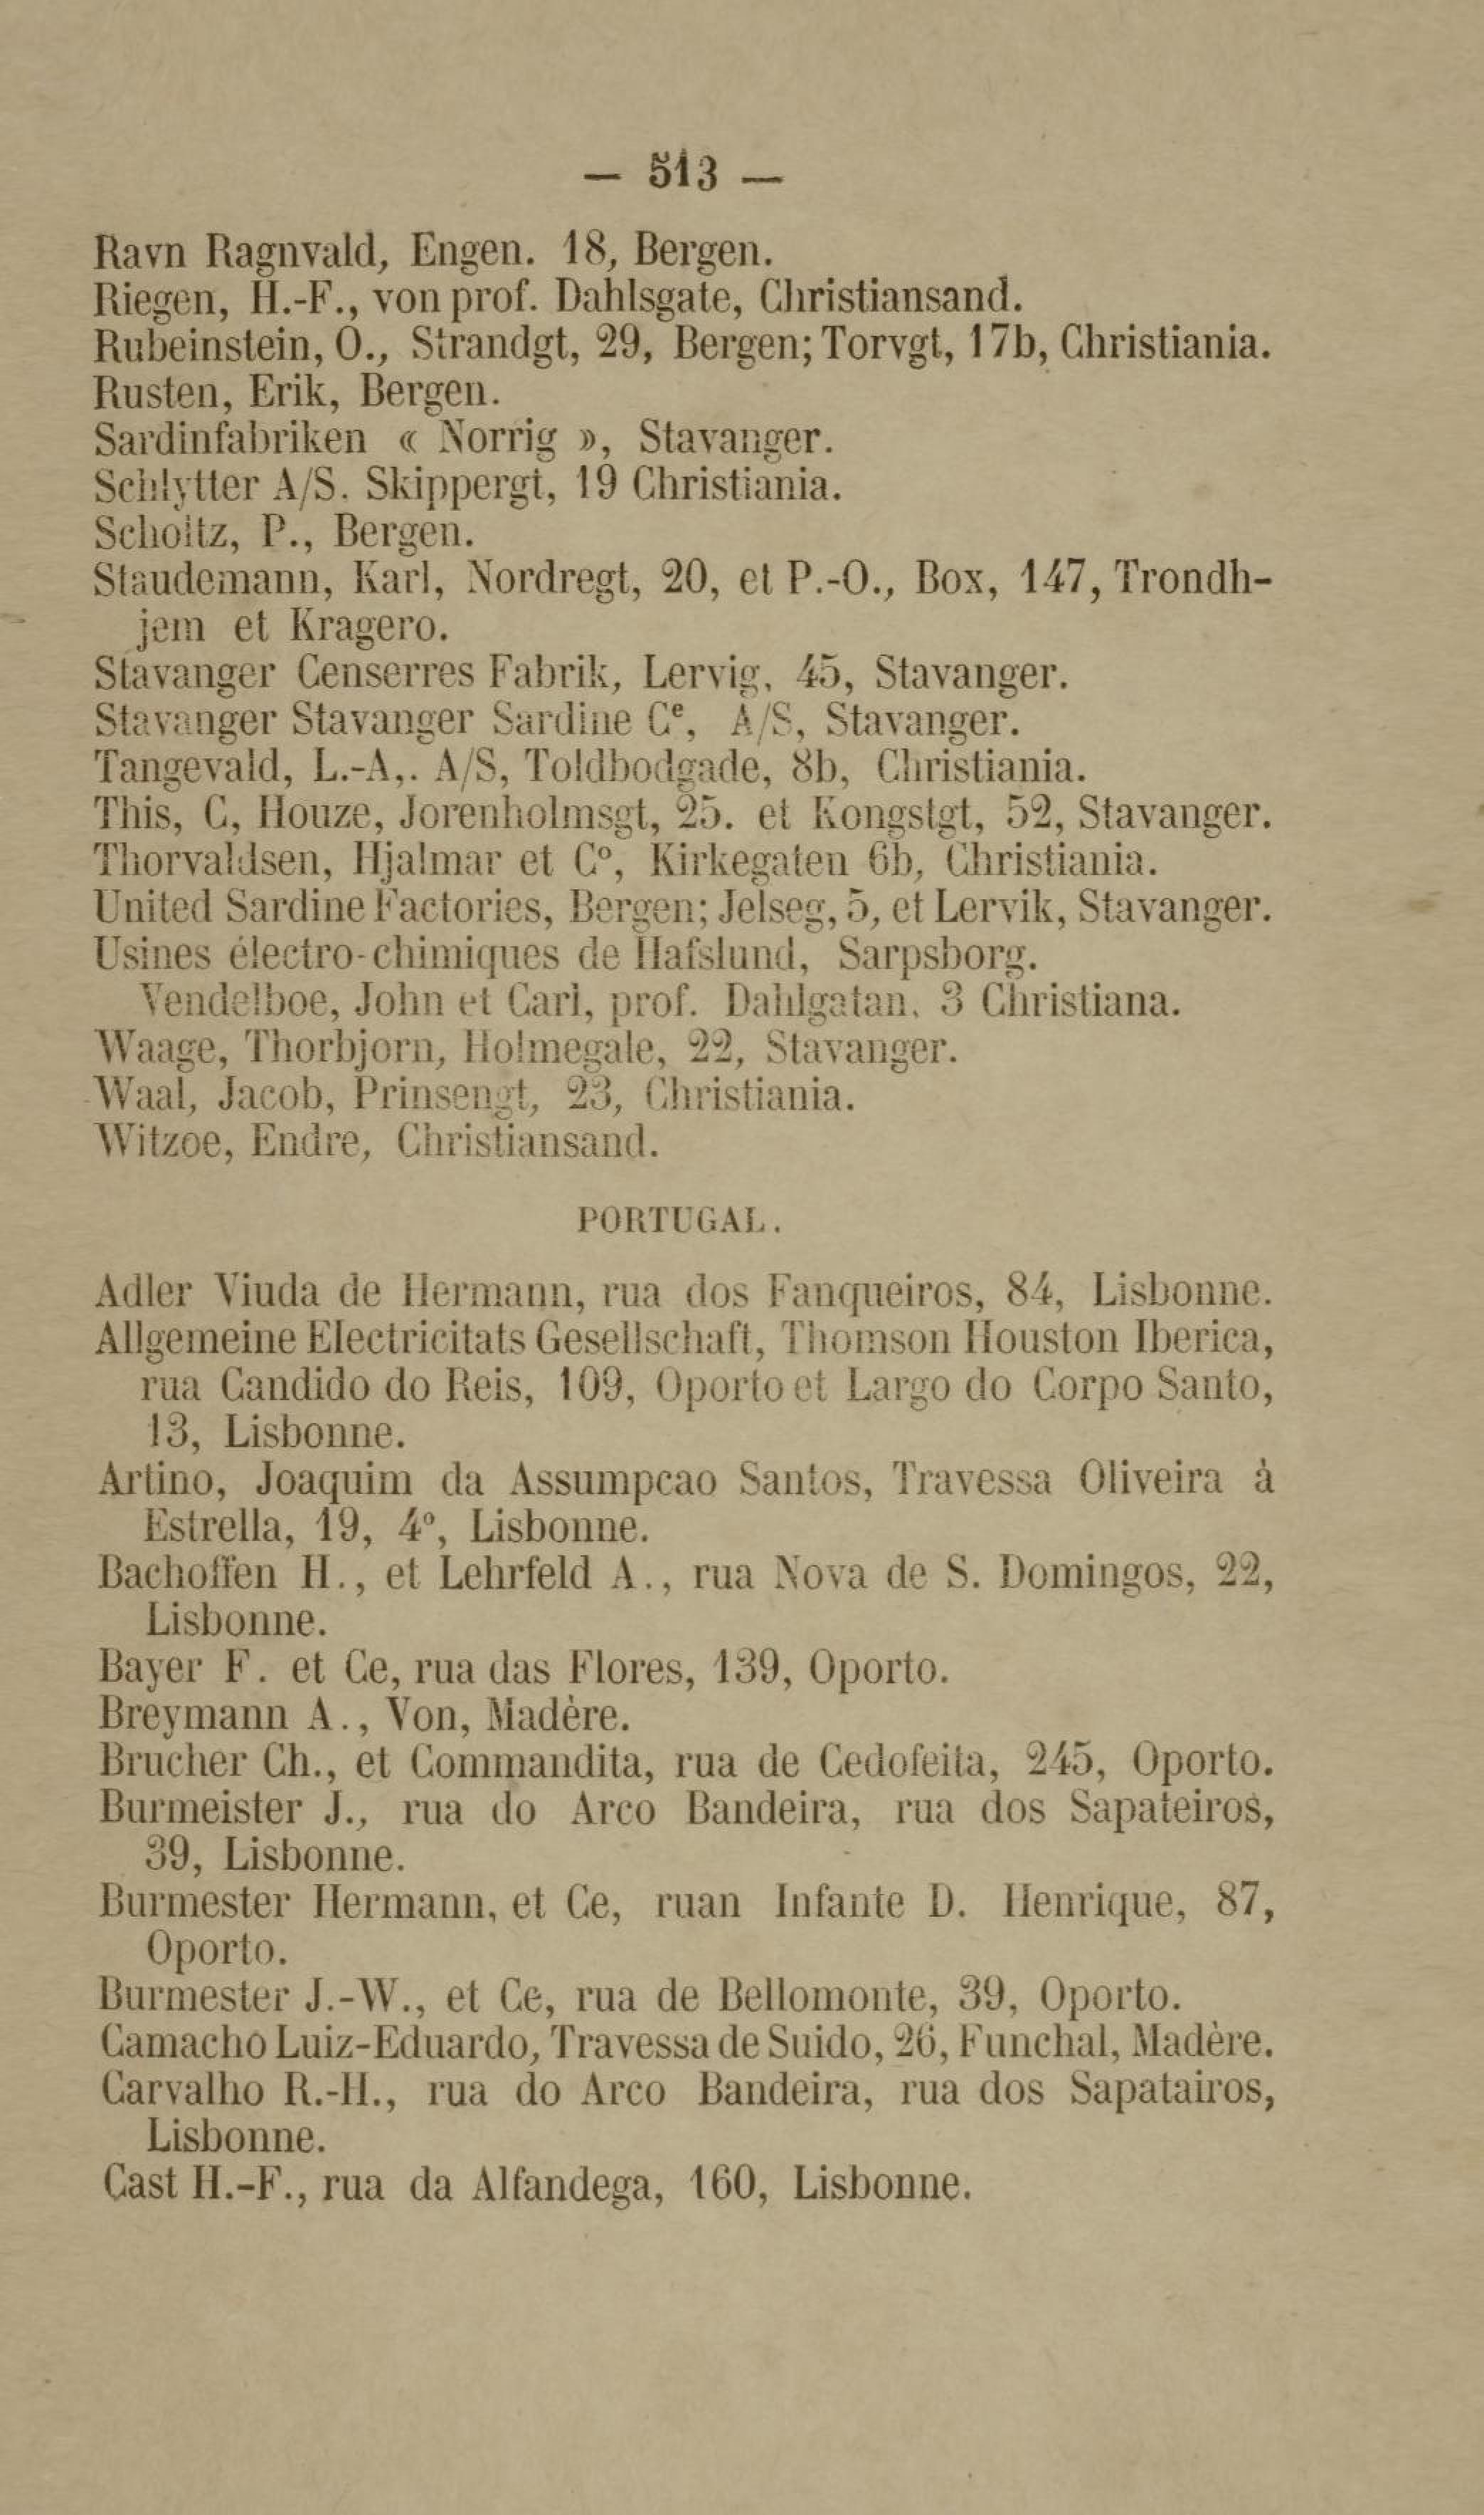 — 513 —
Ravn Ragnvald, Engen. 18, Bergen.
Riegen, H.-F., von prof. Dahlsgate, Christiansand.
Rubeinstein, O., Strandgt, 29, Bergen; Torvgt, 17b, Christiania.
Rusten, Erik, Bergen.
Sardinfabriken « Norrig », Stavanger.
Schlytter A/S. Skippergt, 19 Christiania.
Scholtz, P., Bergen.
Staudemann, Karl, Nordregt, 20, et P.-O., Box, 147, Trondh-
jem et Kragero.
Stavanger Censerres Fabrik, Lervig, 45, Stavanger.
Stavanger Stavanger Sardine Cᵉ, A/S, Stavanger.
Tangevald, L.-A,. A/S, Toldbodgade, 8b, Christiania.
This, C, Houze, Jorenholmsgt, 25. et Kongstgt, 52, Stavanger.
Thorvaldsen, Hjalmar et C°, Kirkegaten 6b, Christiania.
United Sardine Factories, Bergen; Jelseg, 5, et Lervik, Stavanger.
Usines électro-chimiques de Hafslund, Sarpsborg.
Vendelboe, John et Carl, prof. Dahlgatan, 3 Christiana.
Waage, Thorbjorn, Holmegale, 22, Stavanger.
Waal, Jacob, Prinsengt, 23, Christiania.
Witzoe, Endre, Christiansand.
PORTUGAL.
Adler Viuda de Hermann, rua dos Fanqueiros, 84, Lisbonne.
Allgemeine Electricitats Gesellschaft, Thomson Houston Iberica,
rua Candido do Reis, 109, Oporto et Largo do Corpo Santo,
13, Lisbonne.
Artino, Joaquim da Assumpcao Santos, Travessa Oliveira à
Estrella, 19, 4°, Lisbonne.
Bachoffen H., et Lehrfeld A., rua Nova de S. Domingos, 22,
Lisbonne.
Bayer F. et Ce, rua das Flores, 139, Oporto.
Breymann A., Von, Madère.
Brucher Ch., et Commandita, rua de Cedofeita, 245, Oporto.
Burmeister J., rua do Arco Bandeira, rua dos Sapateiros,
39, Lisbonne.
Burmester Hermann, et Ce, ruan Infante D. Henrique, 87,
Oporto.
Burmester J.-W., et Ce, rua de Bellomonte, 39, Oporto.
Camacho Luiz-Eduardo, Travessa de Suido, 26, Funchal, Madère.
Carvalho R.-H., rua do Arco Bandeira, rua dos Sapatairos,
Lisbonne.
Cast H.-F., rua da Alfandega, 160, Lisbonne.